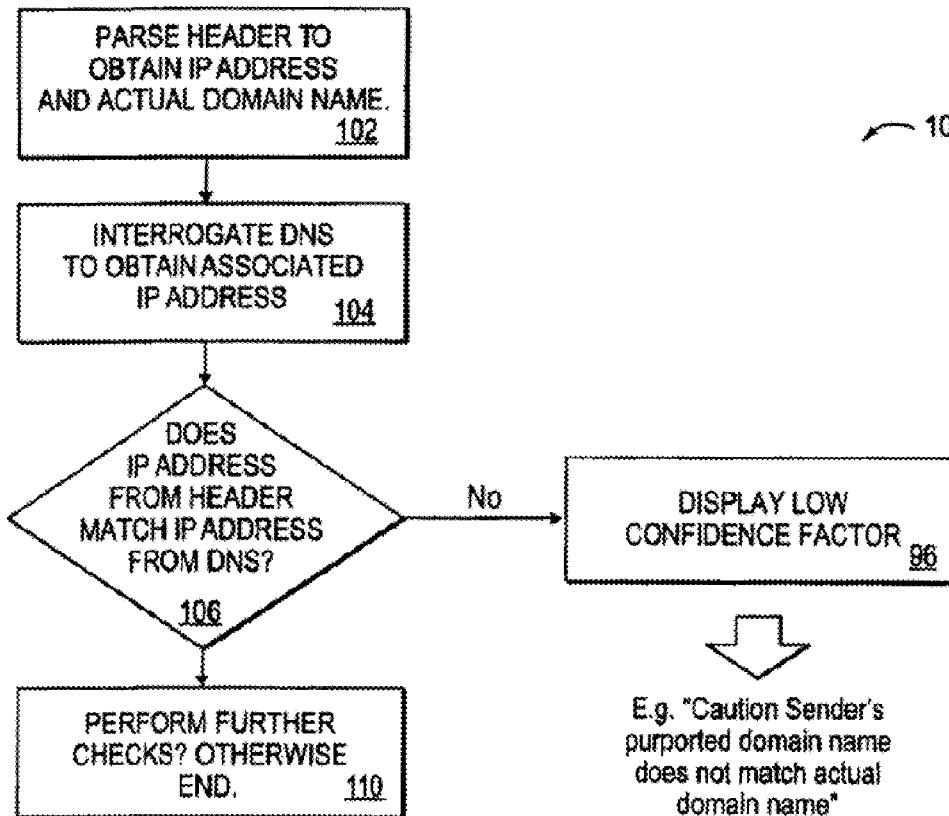 PARSE HEADER TO
OBTAIN IP ADDRESS
AND ACTUAL DOMAIN NAME.
102
INTERROGATE DNS
TO OBTAIN ASSOCIATED
IP ADDRESS
104
DOES
IP ADDRESS
FROM HEADER
MATCH IP ADDRESS
FROM DNS?
106
No
DISPLAY LOW
CONFIDENCE FACTOR
96
PERFORM FURTHER
CHECKS? OTHERWISE
END.
110
E.g. "Caution Sender's
purported domain name
does not match actual
domain name"